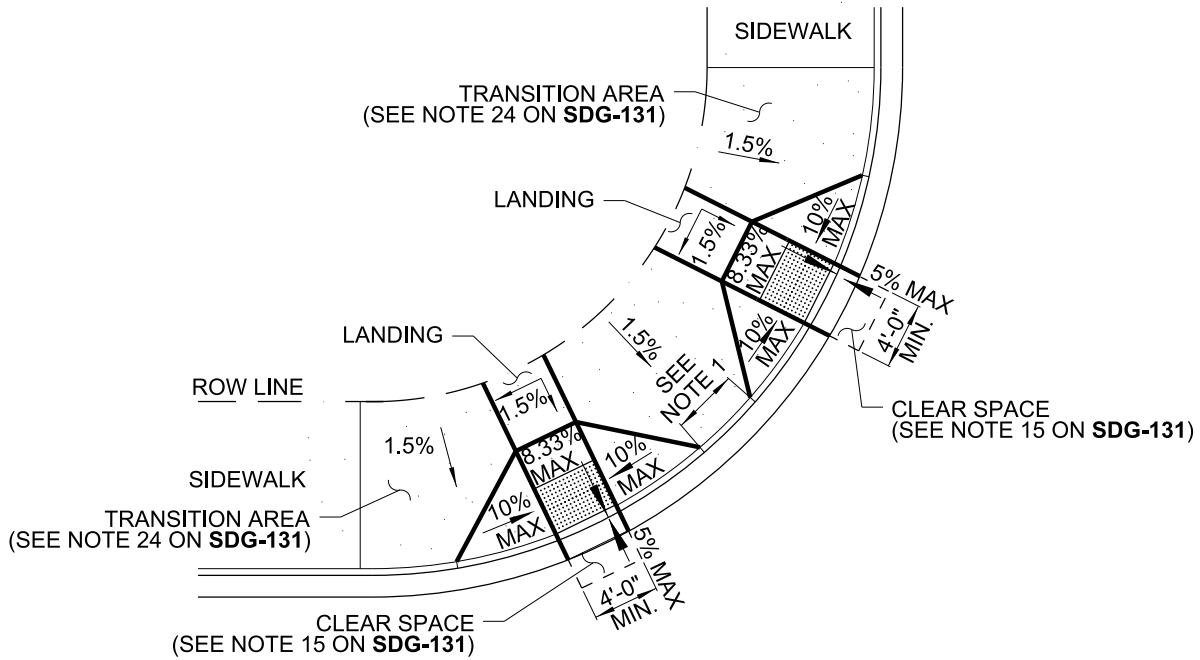 SIDEWALK
TRANSITION AREA
(SEE NOTE 24 ON SDG-131)
1.5%
LANDING
1.5%
10%
MAX
8.33%
MAX
5% MAX
4'-0"
MIN.
10%
MAX
CLEAR SPACE
(SEE NOTE 15 ON SDG-131)
1.5%
SEE
NOTE 1
LANDING
ROW LINE
1.5%
1.5%
8.33%
MAX
10%
MAX
10%
MAX
SIDEWALK
TRANSITION AREA
(SEE NOTE 24 ON SDG-131)
5% MAX
4'-0"
MIN.
CLEAR SPACE
(SEE NOTE 15 ON SDG-131)